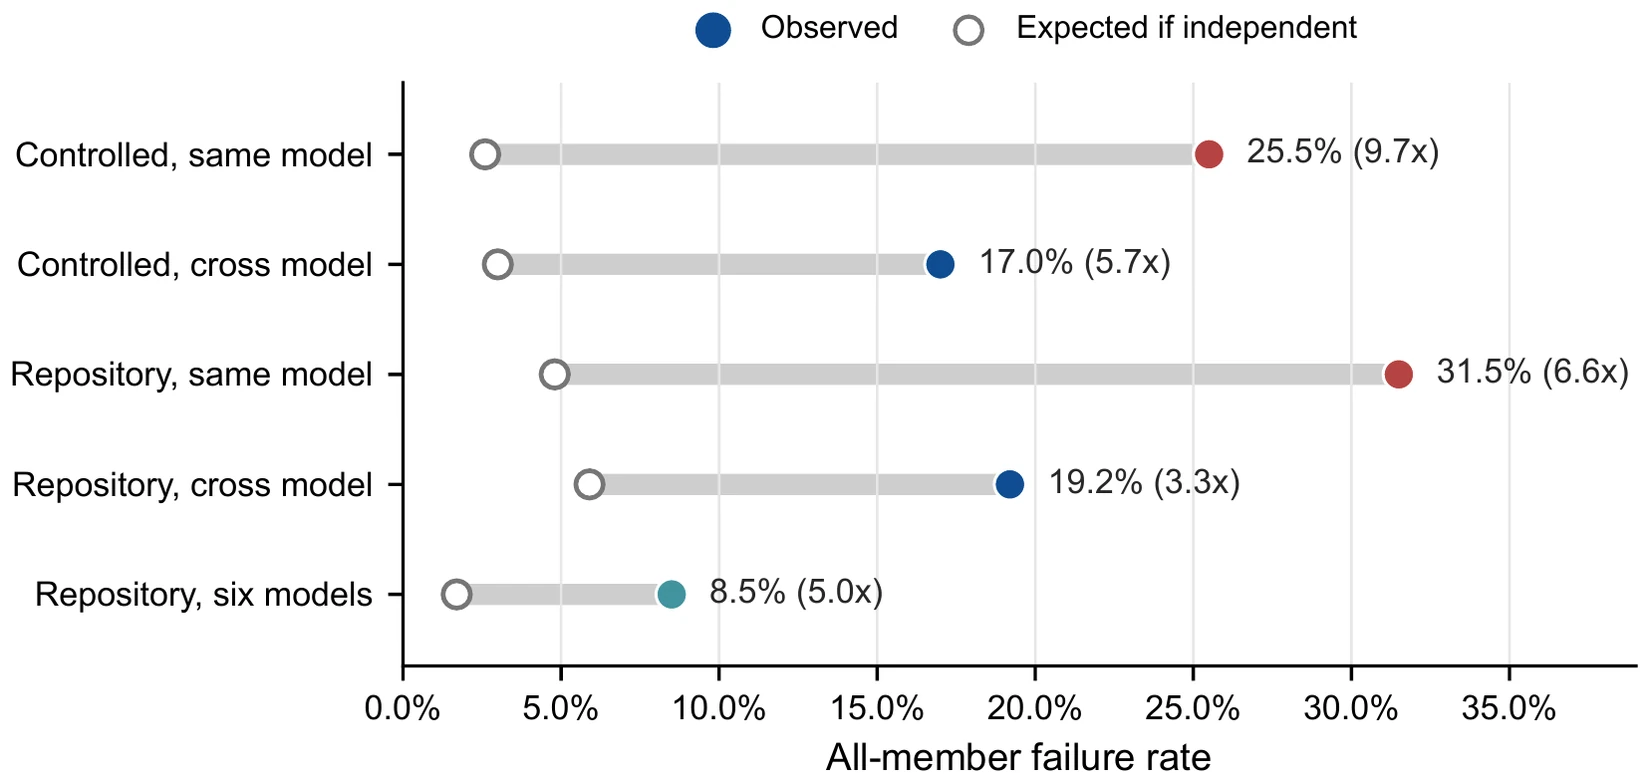 Observed Expected if independent
Controlled, same model 25.5% (9.7x)
Controlled, cross model 17.0% (5.7x)
Repository, same model 31.5% (6.6x)
Repository, cross model 19.2% (3.3x)
Repository, six models 8.5% (5.0x)
0.0% 5.0% 10.0% 15.0% 20.0% 25.0% 30.0% 35.0%
All-member failure rate